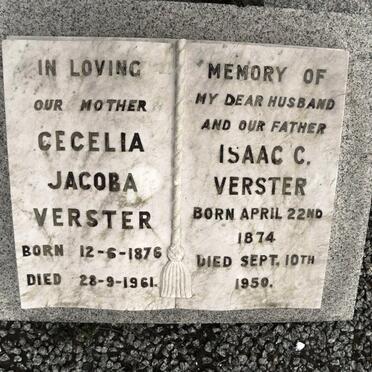 IN LOVING
OUR MOTHER
CECELIA
JACOBA
VERSTER
BORN 12-6-1876
DIED 28-9-1961.
MEMORY OF
MY DEAR HUSBAND
AND OUR FATHER
ISAAC C.
VERSTER
BORN APRIL 22ND
1874
DIED SEPT. 10TH
1950.